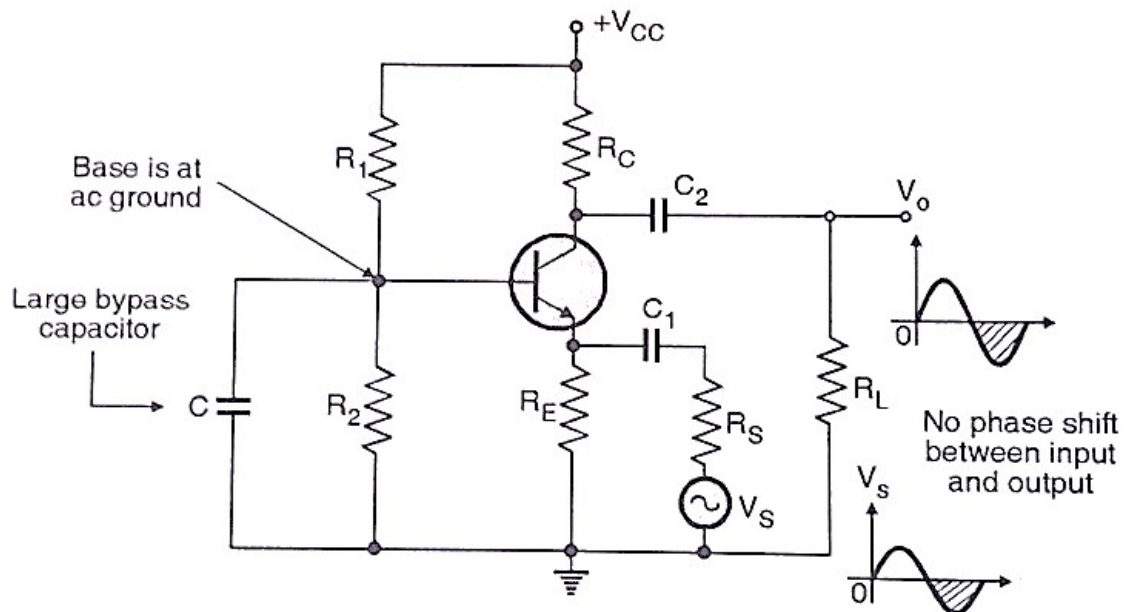 +VCC
R1
RC
Base is at
ac ground
C2
Vo
Large bypass
capacitor
C1
0
C
R2
RE
RS
RL
No phase shift
between input
and output
VS
Vs
0